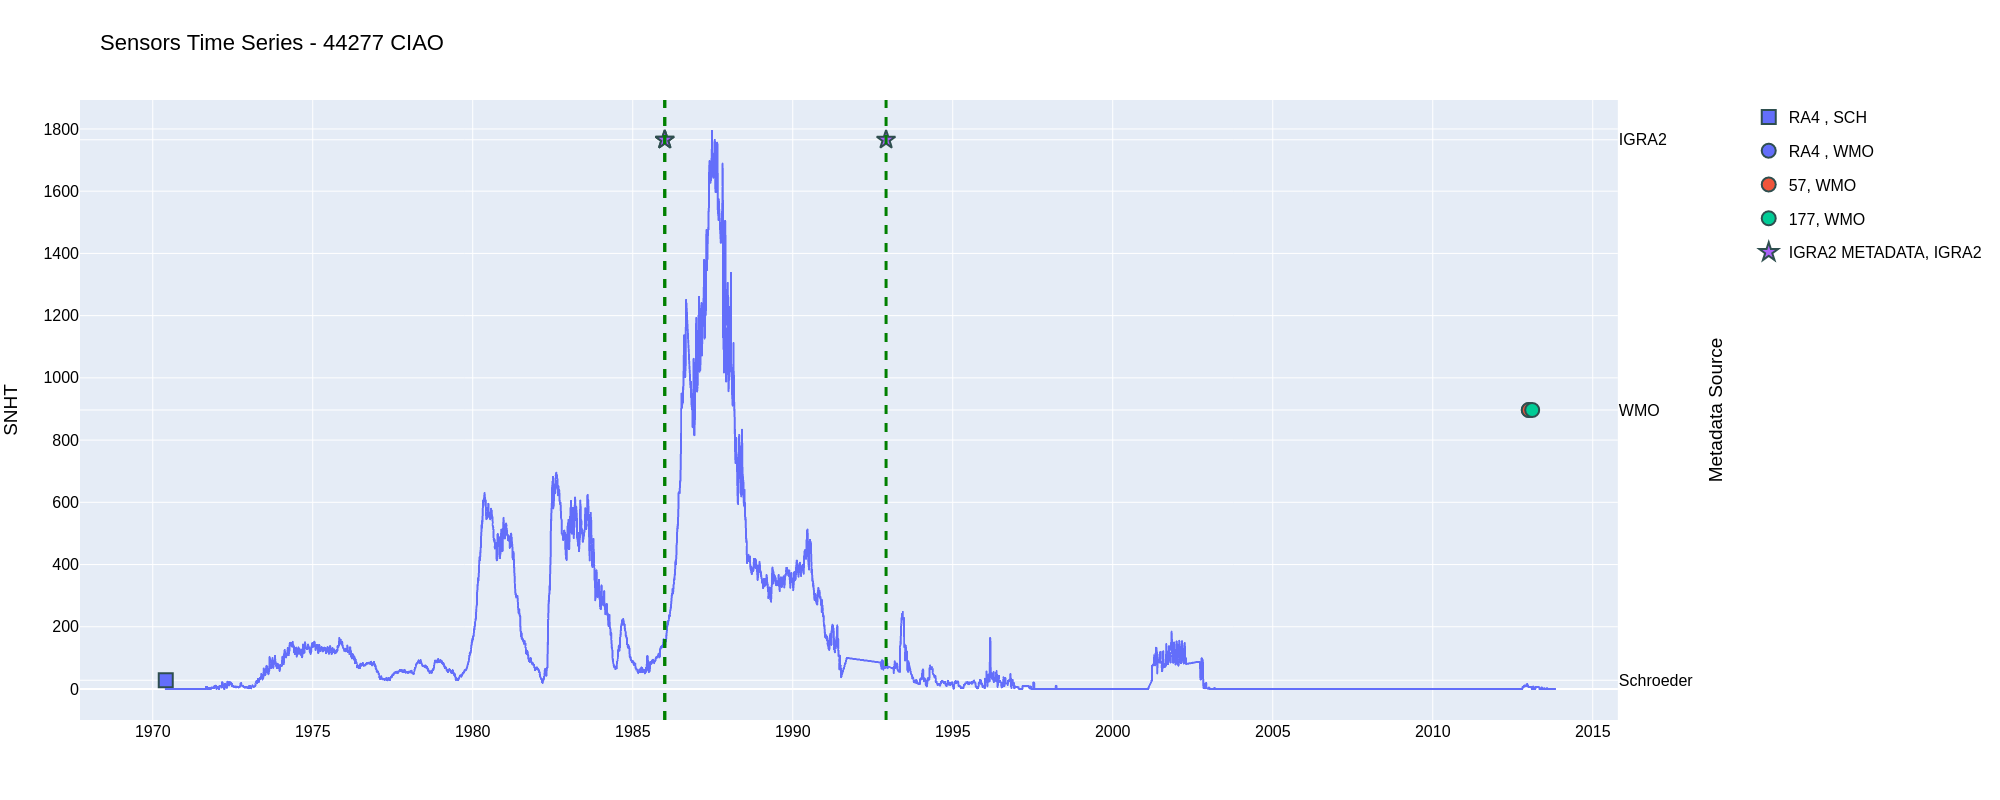 Sensors Time Series - 44277 CIAO
SNHT
1800
1600
1400
1200
1000
800
600
400
200
0
1970
1975
1980
1985
1990
1995
2000
2005
2010
2015
IGRA2
WMO
Schroeder
Metadata Source
RA4 , SCH
RA4 , WMO
57, WMO
177, WMO
IGRA2 METADATA, IGRA2